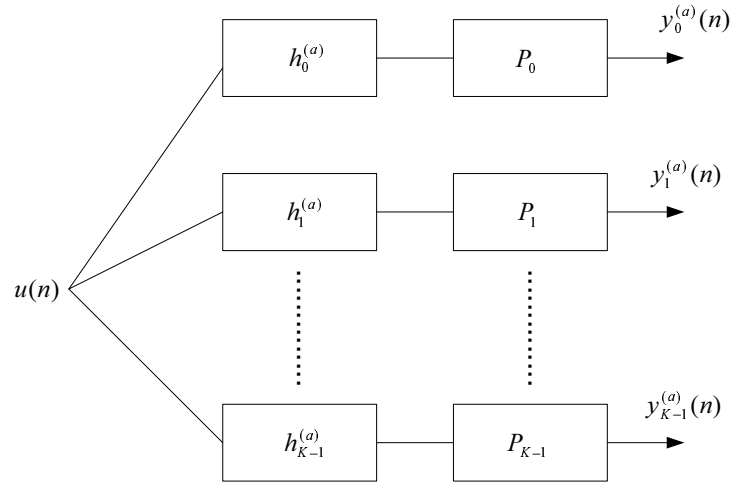 y_0^{(a)}(n)
h_0^{(a)} P_0
y_1^{(a)}(n)
h_1^{(a)} P_1
u(n)
y_{K-1}^{(a)}(n)
h_{K-1}^{(a)} P_{K-1}